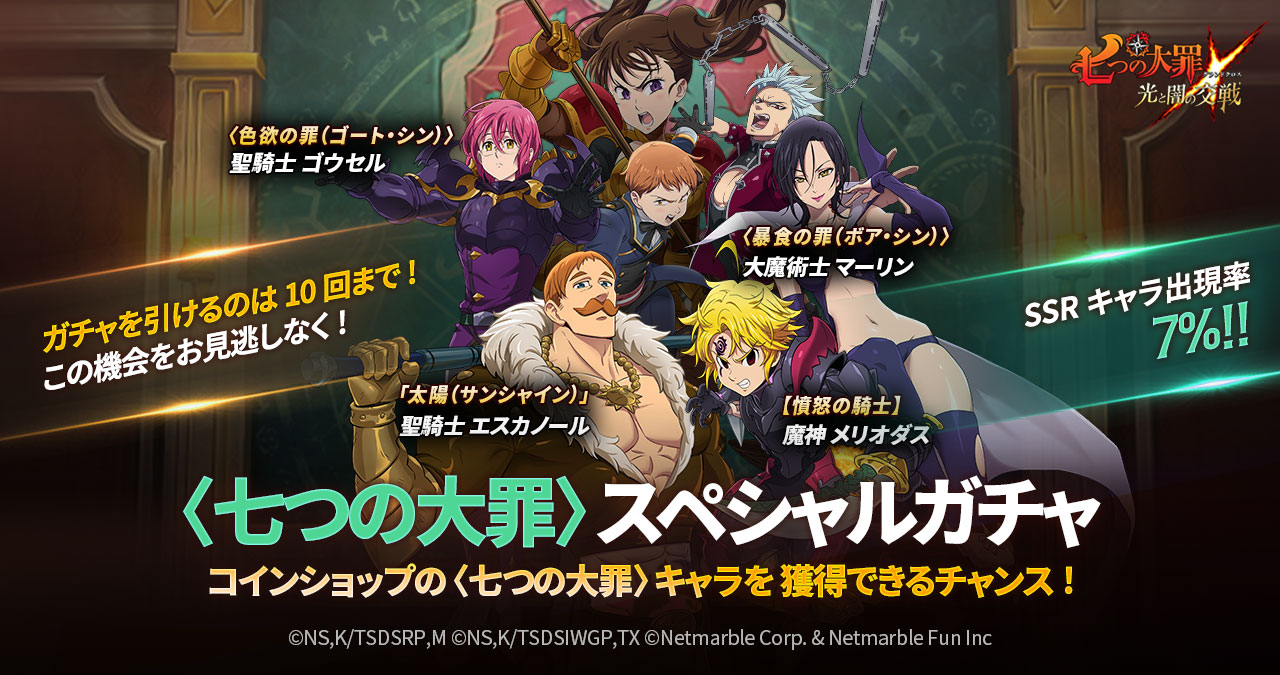 七つの大罪
グランドクロス
光と闇の交戦
〈色欲の罪(ゴート・シン)〉
聖騎士 ゴウセル
〈暴食の罪(ボア・シン)〉
大魔術士 マーリン
ガチャを引けるのは 10 回まで!
この機会をお見逃しなく!
SSR キャラ出現率
7%!!
「太陽(サンシャイン)」
聖騎士 エスカノール
【憤怒の騎士】
魔神 メリオダス
〈七つの大罪〉スペシャルガチャ
コインショップの〈七つの大罪〉キャラを 獲得できるチャンス!
©NS,K/TSDSRP,M ©NS,K/TSDSIWGP,TX ©Netmarble Corp. & Netmarble Fun Inc